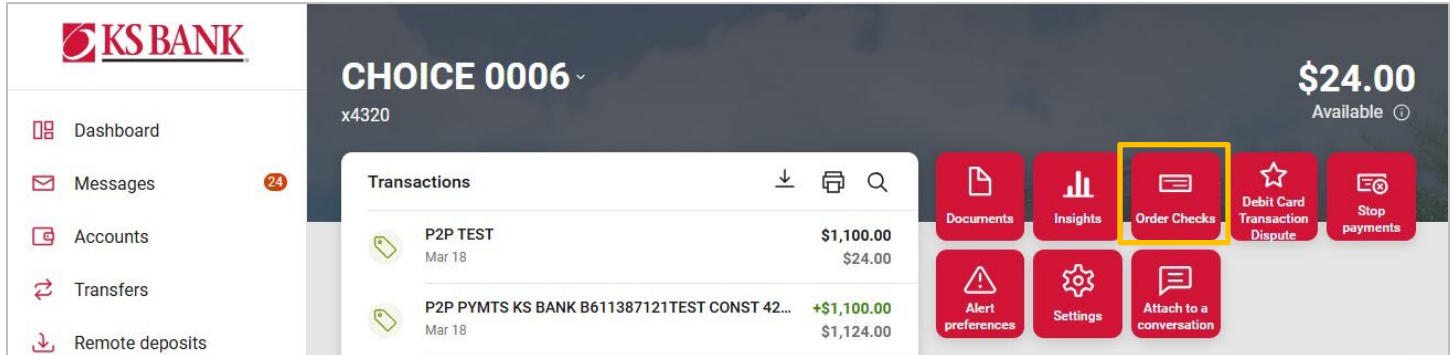 KS BANK
CHOICE 0006
$24.00
x4320
Available
Dashboard
Messages 24
Accounts
Transfers
Remote deposits
Transactions
P2P TEST $1,100.00
Mar 18 $24.00
P2P PYMTS KS BANK B611387121TEST CONST 42... +$1,100.00
Mar 18 $1,124.00
Documents
Insights
Order Checks
Debit Card
Transaction
Dispute
Stop
payments
Alert
preferences
Settings
Attach to a
conversation